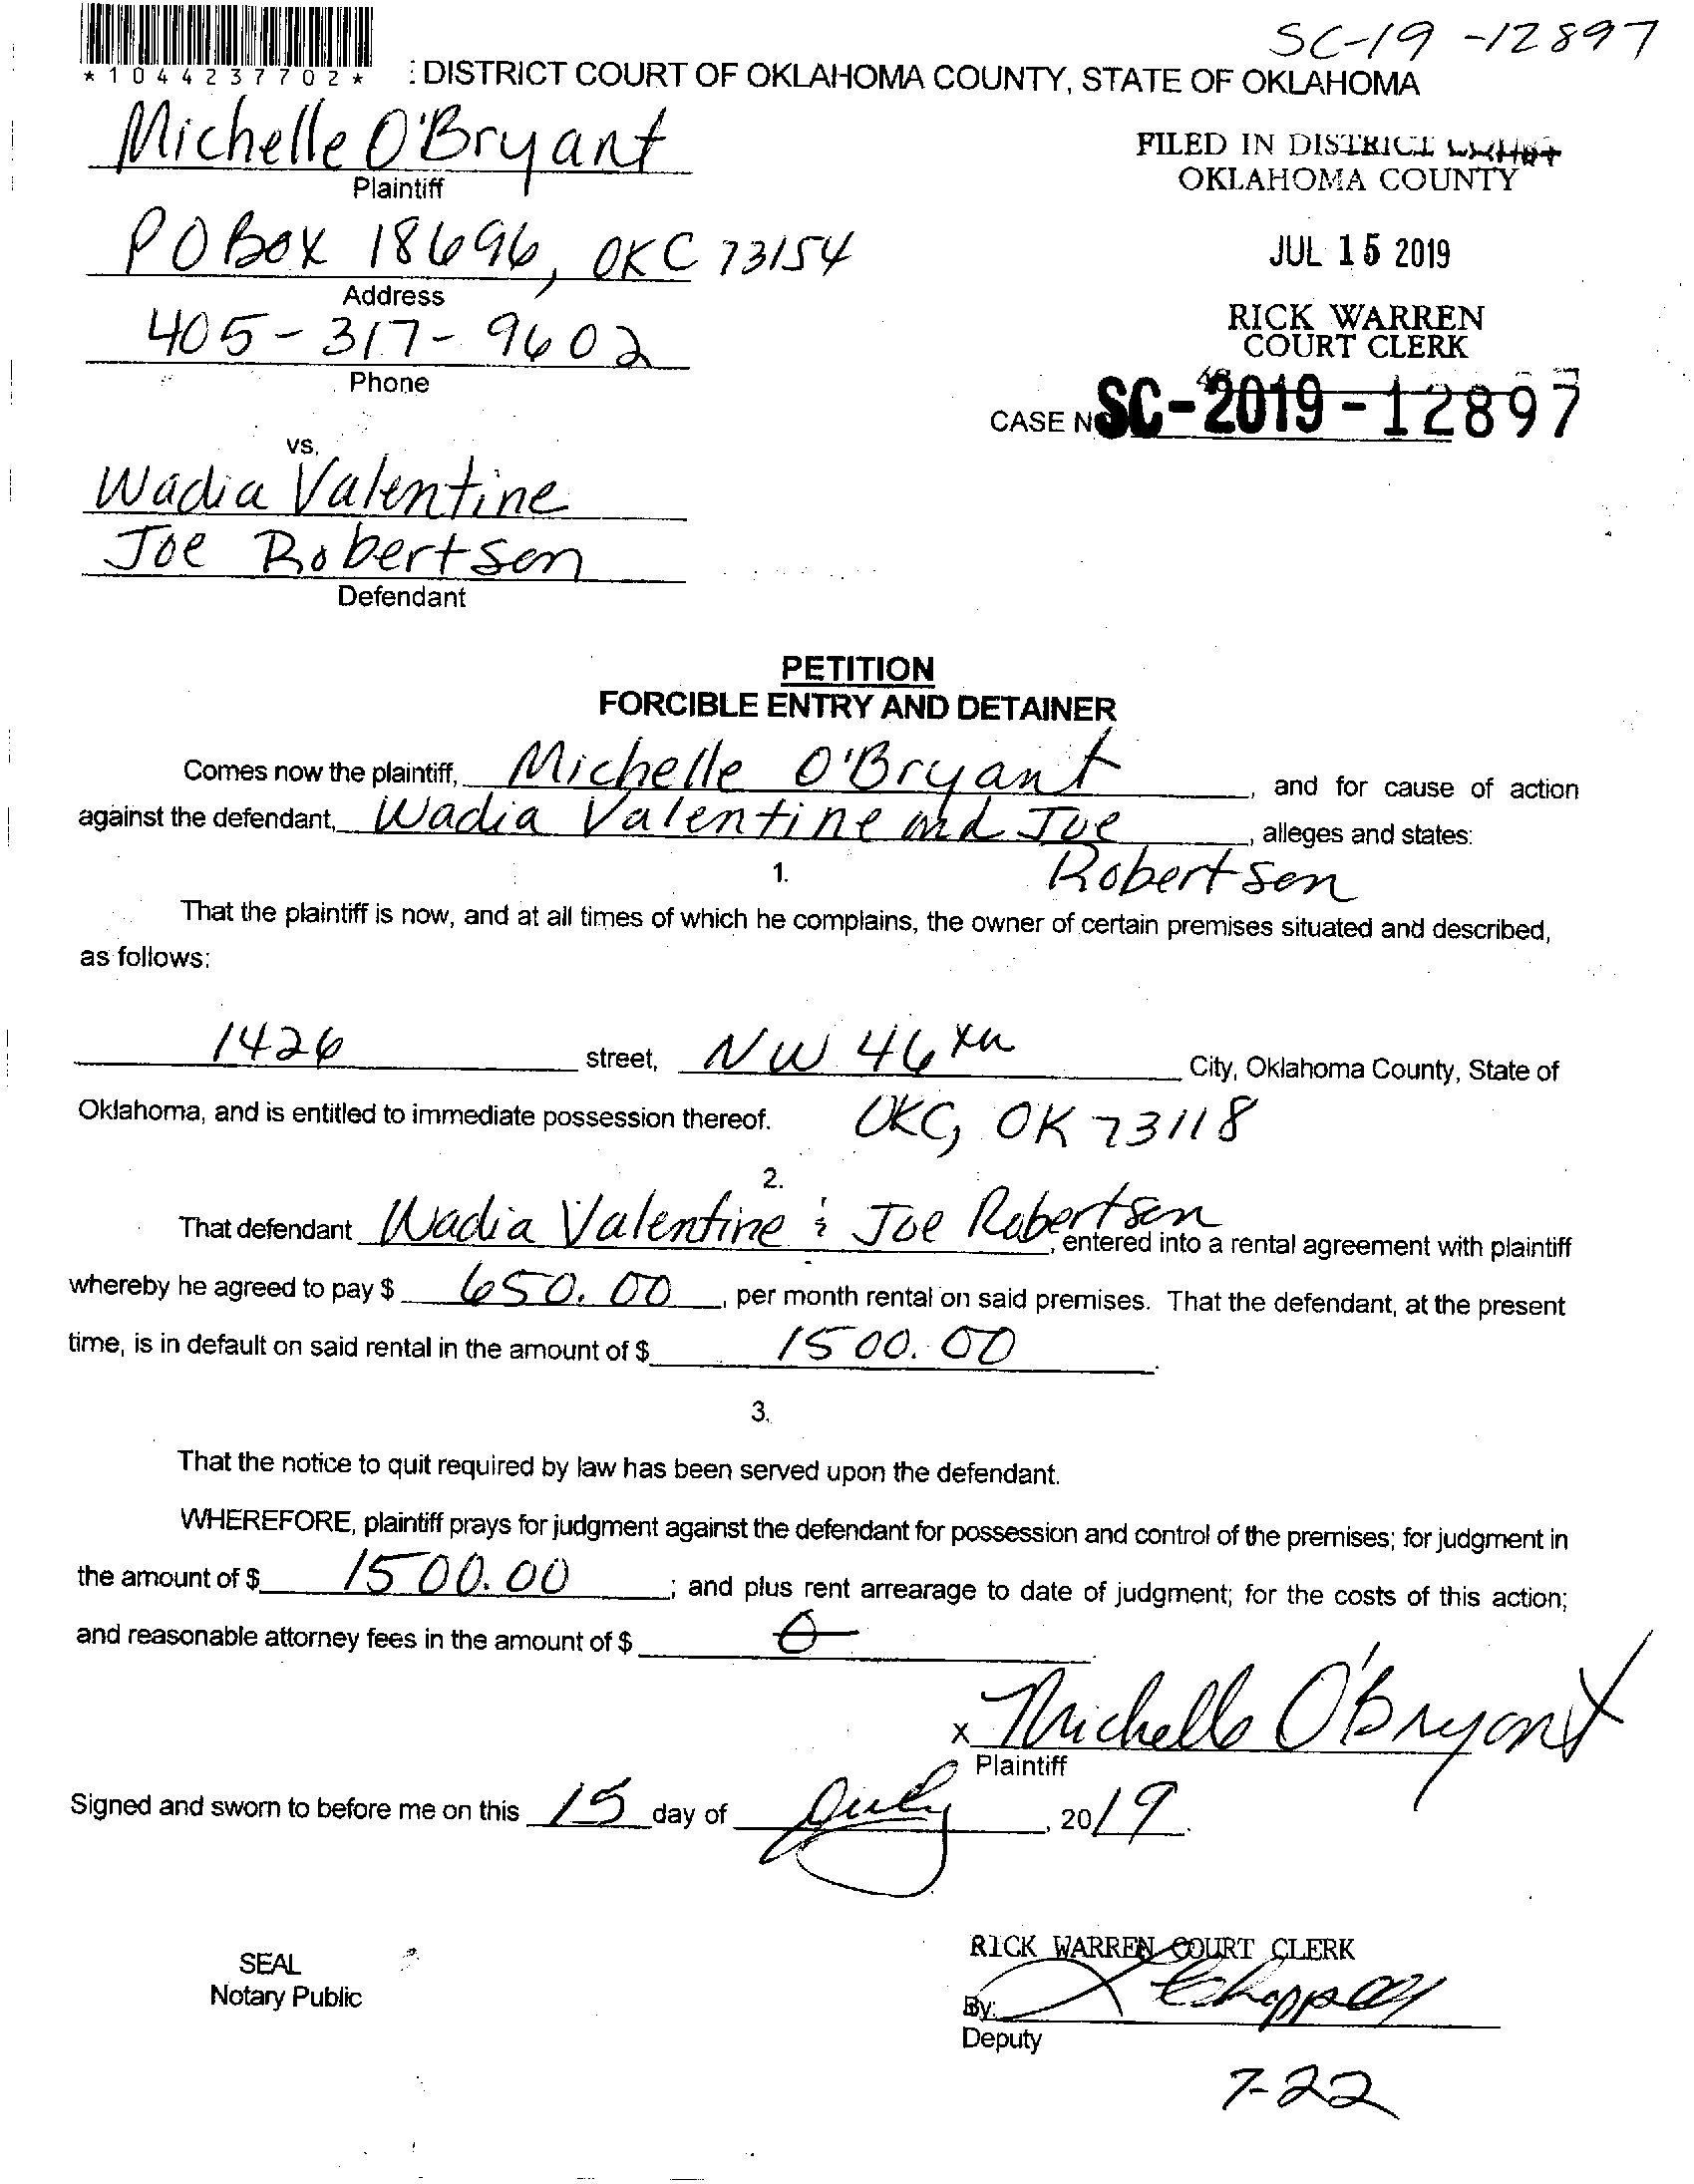 SC-19-12897
*1044237702*
: DISTRICT COURT OF OKLAHOMA COUNTY, STATE OF OKLAHOMA
Michelle O'Bryant
Plaintiff
FILED IN DISTRICT
OKLAHOMA COUNTY
PO Box 18696, OKC 73154
Address
JUL 15 2019
405-317-9602
Phone
RICK WARREN
COURT CLERK
CASE NO
SC-2019-12897
vs.
Wadia Valentine
Joe Robertson
Defendant
PETITION
FORCIBLE ENTRY AND DETAINER
Comes now the plaintiff, Michelle O'Bryant, and for cause of action
against the defendant, Wadia Valentine and Joe, alleges and states:
Robertson
1.
That the plaintiff is now, and at all times of which he complains, the owner of certain premises situated and described,
as follows:
1426 street, NW 46th City, Oklahoma County, State of
Oklahoma, and is entitled to immediate possession thereof. OKC, OK 73118
2.
That defendant Wadia Valentine & Joe Robertson, entered into a rental agreement with plaintiff
whereby he agreed to pay $ 650.00, per month rental on said premises. That the defendant, at the present
time, is in default on said rental in the amount of $ 1500.00.
3.
That the notice to quit required by law has been served upon the defendant.
WHEREFORE, plaintiff prays for judgment against the defendant for possession and control of the premises; for judgment in
the amount of $ 1500.00; and plus rent arrearage to date of judgment; for the costs of this action;
and reasonable attorney fees in the amount of $ 0.
x Michelle O'Bryant
Plaintiff
Signed and sworn to before me on this 15 day of July, 2019.
SEAL
Notary Public
RICK WARREN COURT CLERK
By:
Deputy
7-22